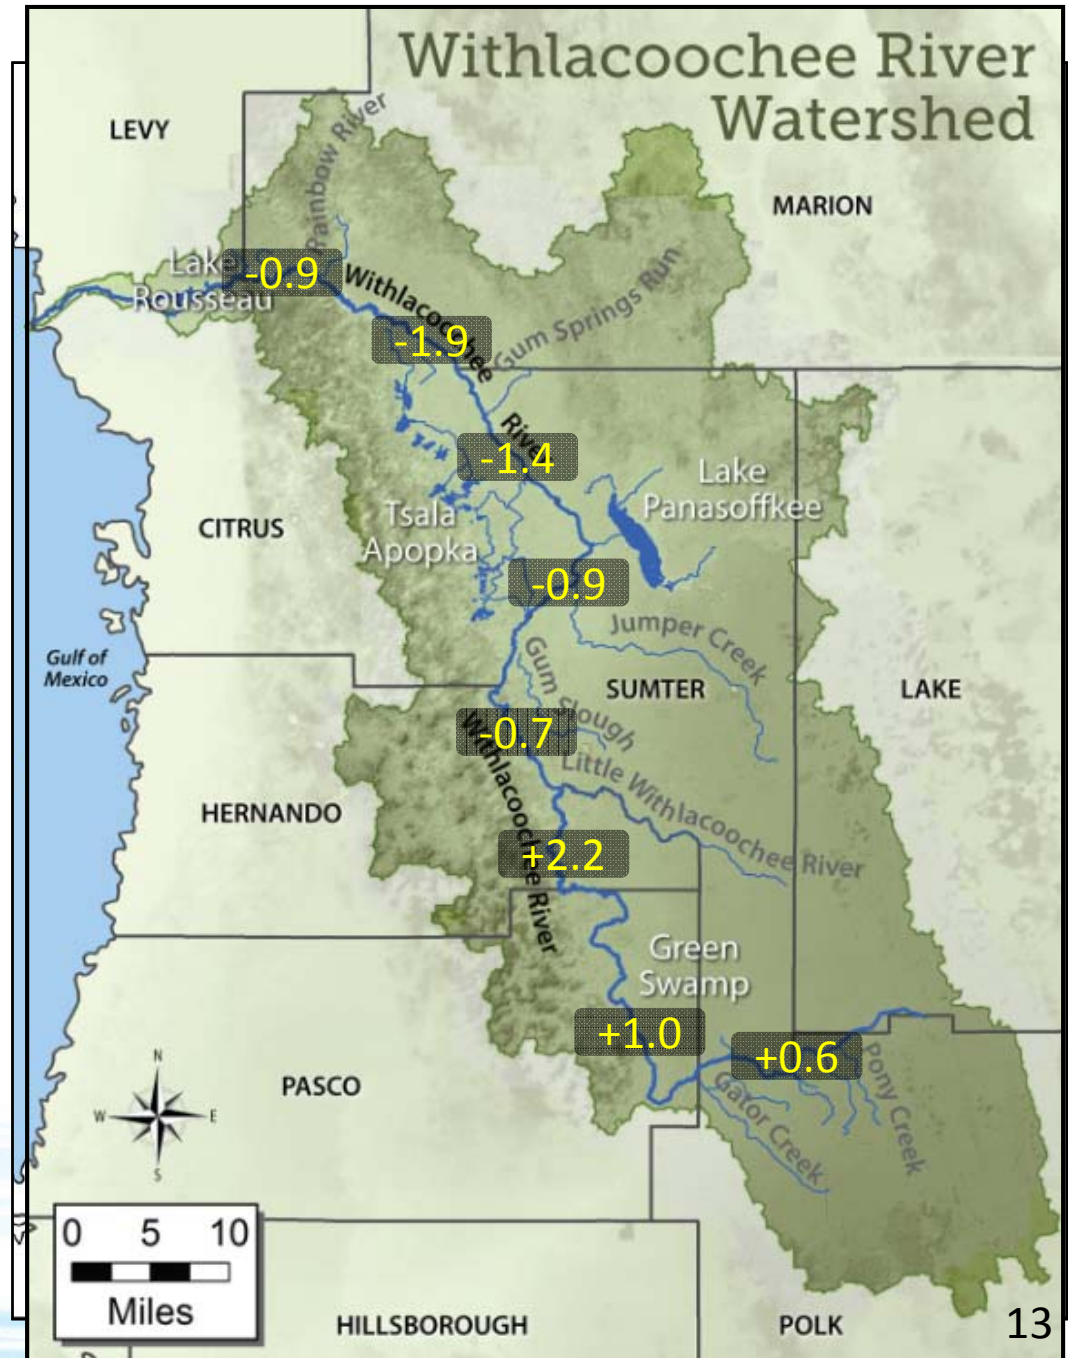 Withlacoochee River
Watershed
LEVY
Rainbow River
MARION
Lake
Rousseau
-0.9
Withlacoochee
River
-1.9
Gum Springs Run
-1.4
Lake
Panasoffkee
CITRUS
Tsala
Apopka
-0.9
Jumper Creek
Gulf of
Mexico
Gum Slough
SUMTER
LAKE
-0.7
Withlacoochee River
Little Withlacoochee River
HERNANDO
+2.2
Green
Swamp
+1.0
+0.6
Pony Creek
Gator Creek
N
W
E
S
PASCO
0 5 10
Miles
HILLSBOROUGH
POLK
13